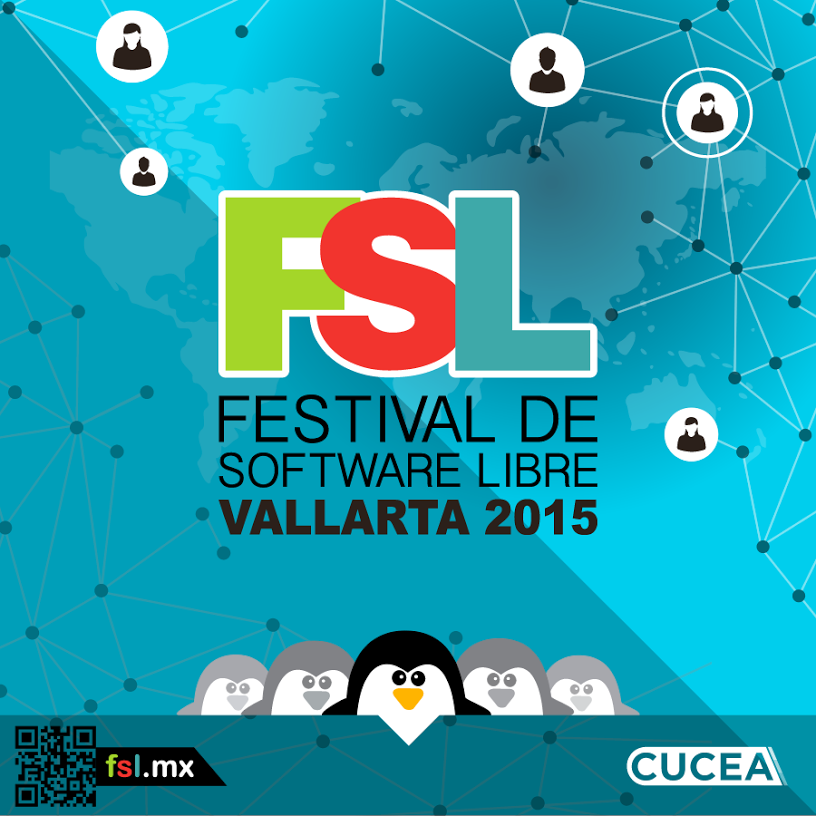 FSL
FESTIVAL DE
SOFTWARE LIBRE
VALLARTA 2015
fsl.mx
CUCEA